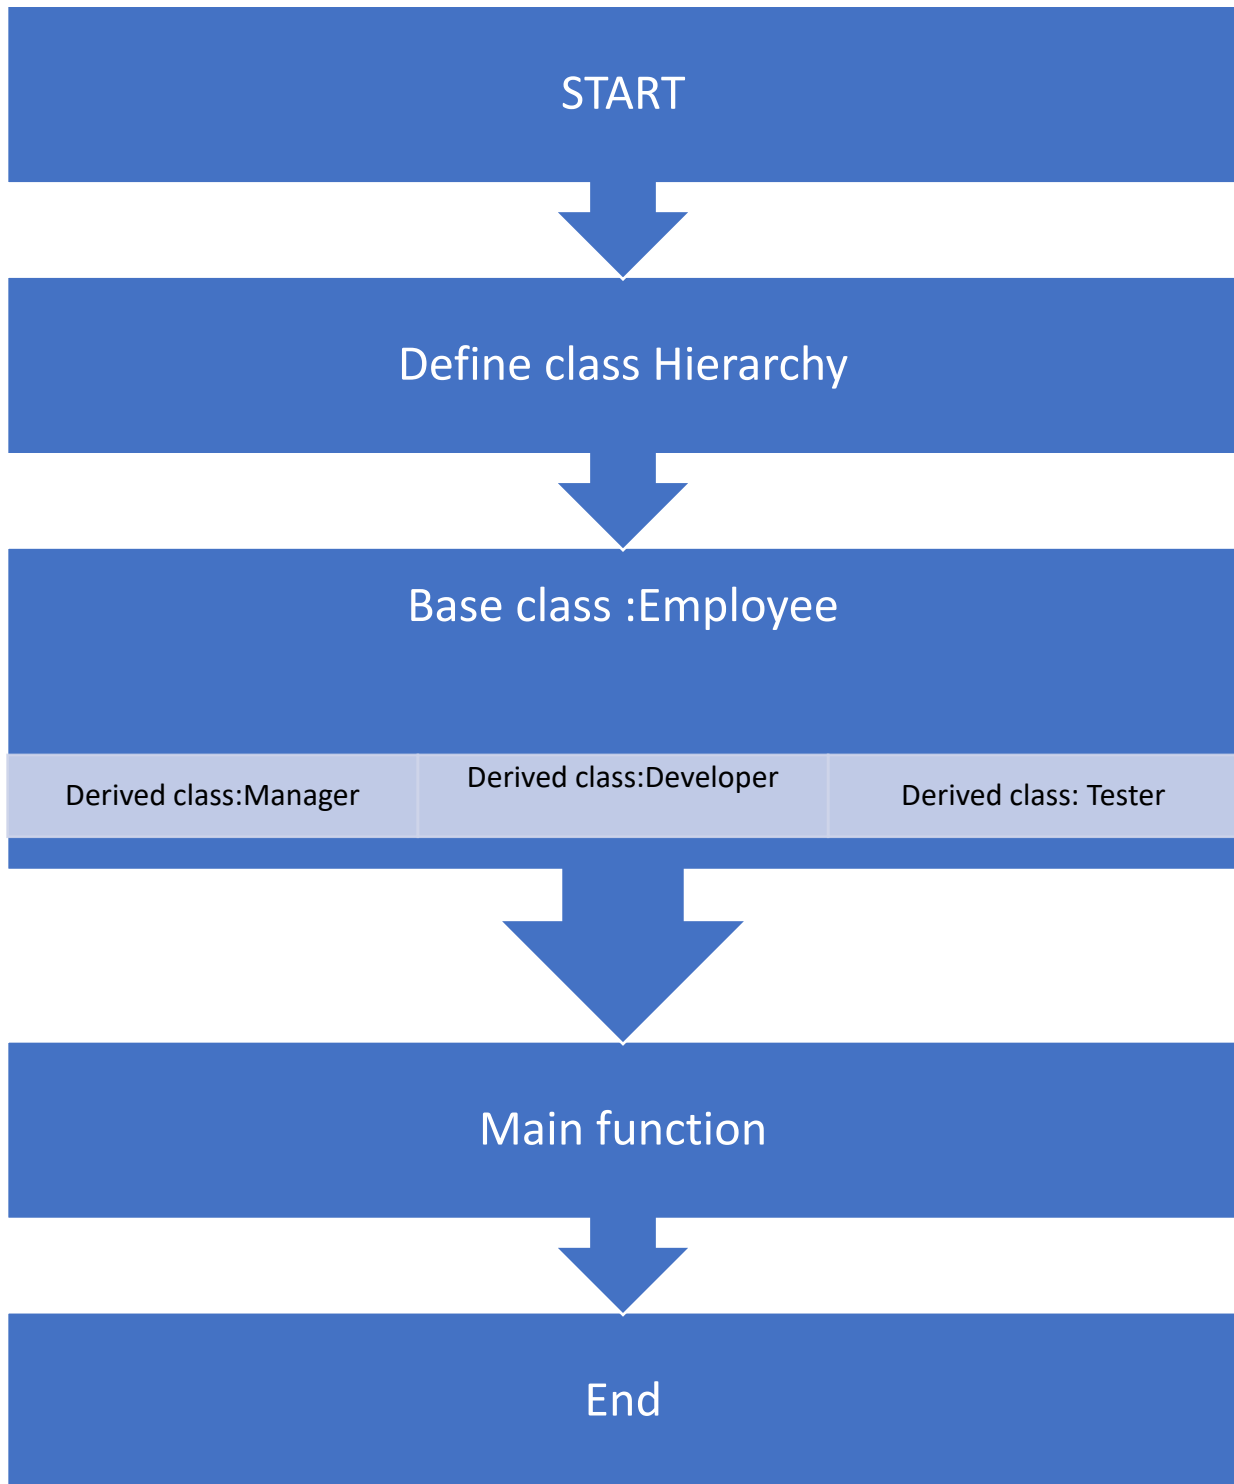 START
Define class Hierarchy
Base class :Employee
Derived class:Manager
Derived class:Developer
Derived class: Tester
Main function
End